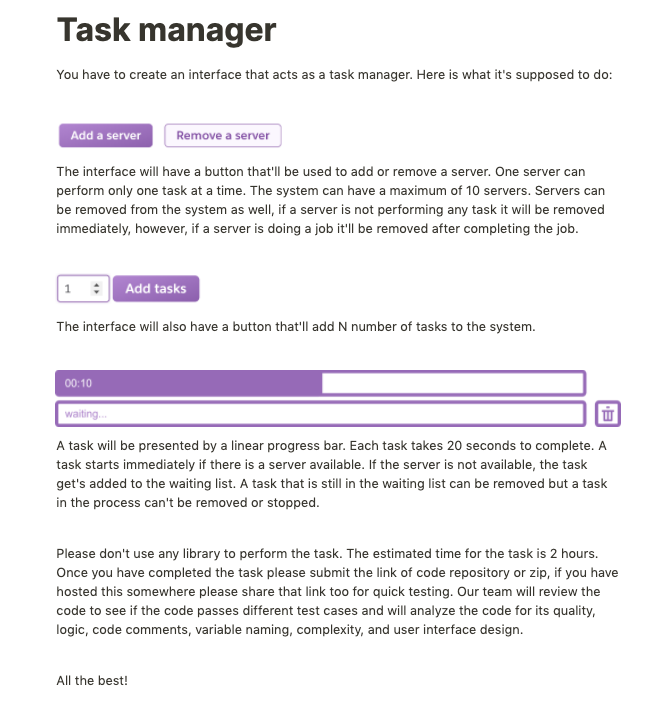 Task manager
You have to create an interface that acts as a task manager. Here is what it's supposed to do:
Add a server Remove a server
The interface will have a button that'll be used to add or remove a server. One server can
perform only one task at a time. The system can have a maximum of 10 servers. Servers can
be removed from the system as well, if a server is not performing any task it will be removed
immediately, however, if a server is doing a job it'll be removed after completing the job.
1 Add tasks
The interface will also have a button that'll add N number of tasks to the system.
00:10
waiting...
A task will be presented by a linear progress bar. Each task takes 20 seconds to complete. A
task starts immediately if there is a server available. If the server is not available, the task
get's added to the waiting list. A task that is still in the waiting list can be removed but a task
in the process can't be removed or stopped.
Please don't use any library to perform the task. The estimated time for the task is 2 hours.
Once you have completed the task please submit the link of code repository or zip, if you have
hosted this somewhere please share that link too for quick testing. Our team will review the
code to see if the code passes different test cases and will analyze the code for its quality,
logic, code comments, variable naming, complexity, and user interface design.
All the best!